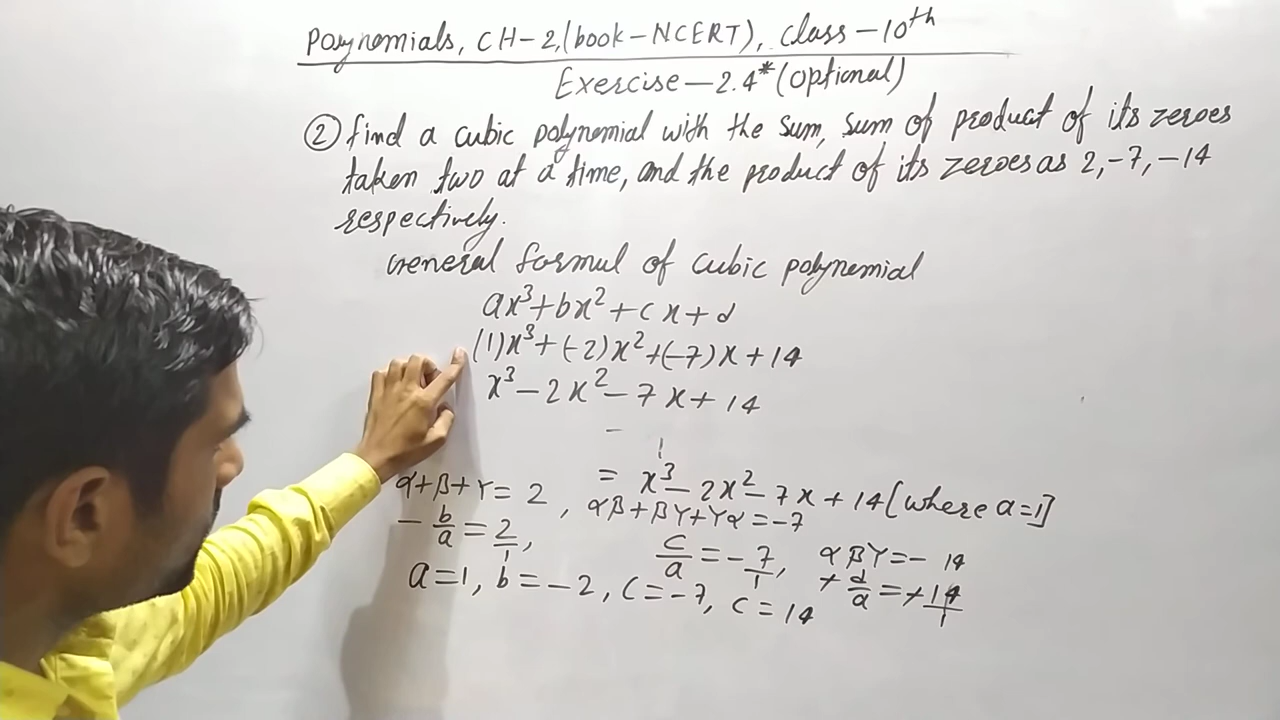 Polynomials, CH-2,(book-NCERT), Class-10th
Exercise-2.4*(optional)
② find a cubic polynomial with the sum, sum of product of its zeroes
taken two at a time, and the product of its zeroes as 2,-7,-14
respectively.
General formul of cubic polynomial
ax³+bx²+cx+d
(1)x³+(-2)x²+(-7)x+14
x³-2x²-7x+14
= x³-2x²-7x+14[where a=1]
α+β+γ=2, αβ+βγ+γα=-7
-b/a=2/1, c/a=-7/1, αβγ=-14
+d/a=+14/1
a=1, b=-2, c=-7, c=14